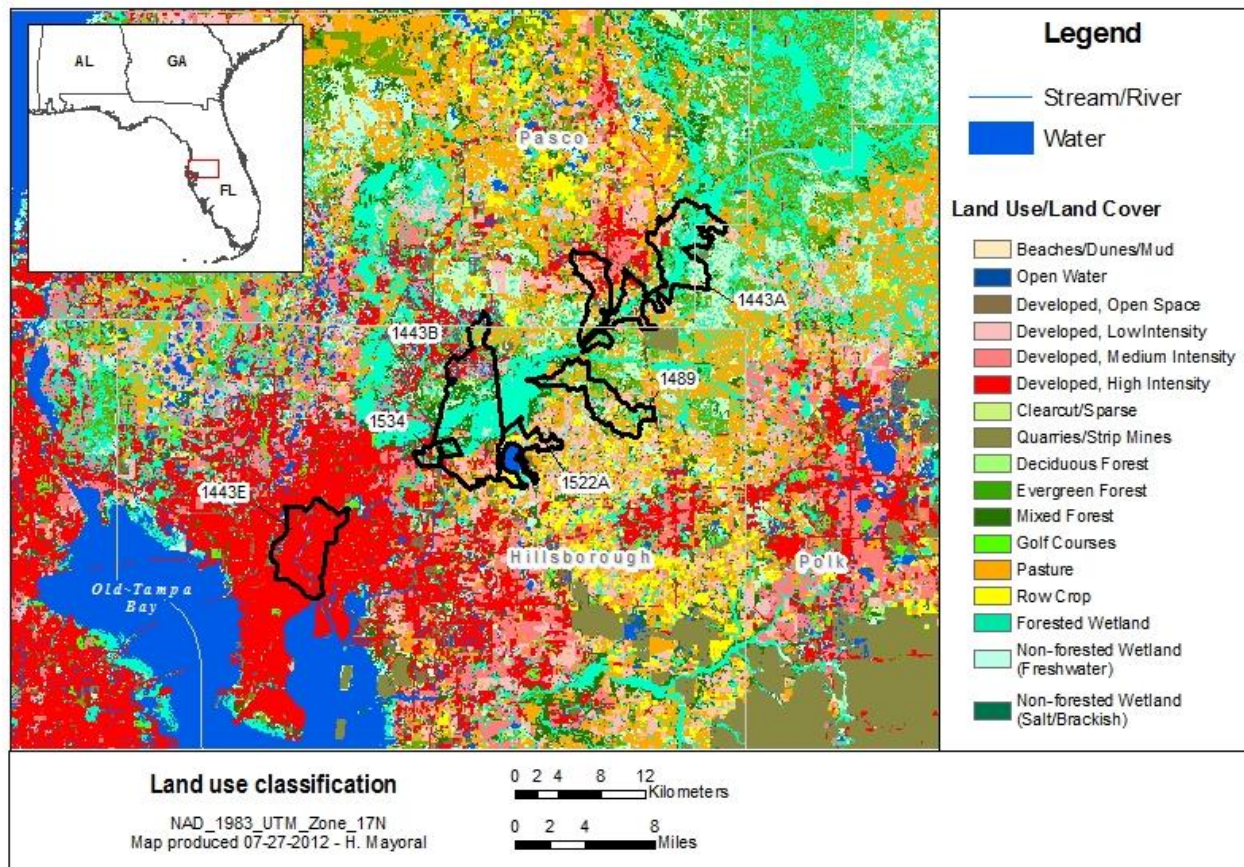 AL
GA
FL
Pasco
1443A
1443B
1489
1534
1522A
1443E
Hillsborough
Polk
Old-Tampa
Bay
Legend
Stream/River
Water
Land Use/Land Cover
Beaches/Dunes/Mud
Open Water
Developed, Open Space
Developed, LowIntensity
Developed, Medium Intensity
Developed, High Intensity
Clearcut/Sparse
Quarries/Strip Mines
Deciduous Forest
Evergreen Forest
Mixed Forest
Golf Courses
Pasture
Row Crop
Forested Wetland
Non-forested Wetland
(Freshwater)
Non-forested Wetland
(Salt/Brackish)
Land use classification
NAD_1983_UTM_Zone_17N
Map produced 07-27-2012 - H. Mayoral
0 2 4 8 12
Kilometers
0 2 4 8
Miles